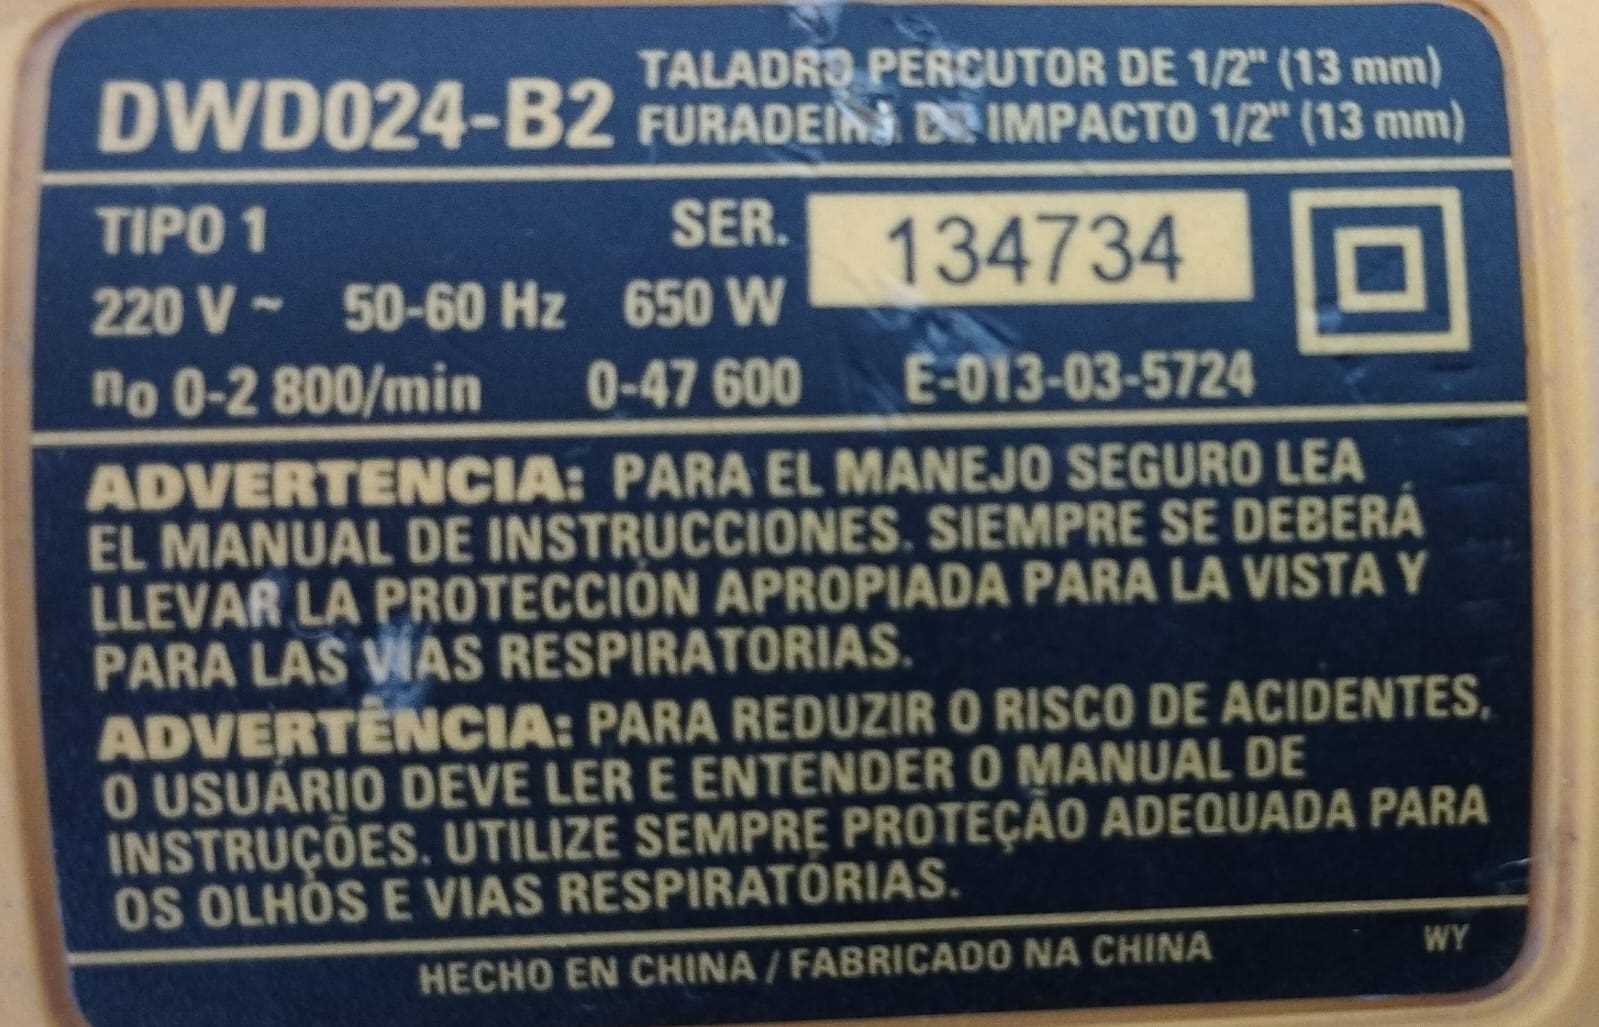 DWD024-B2
TALADRO PERCUTOR DE 1/2" (13 mm)
FURADEIRA DE IMPACTO 1/2" (13 mm)
TIPO 1
SER. 134734
220 V ~ 50-60 Hz 650 W
no 0-2 800/min 0-47 600 E-013-03-5724
ADVERTENCIA: PARA EL MANEJO SEGURO LEA
EL MANUAL DE INSTRUCCIONES. SIEMPRE SE DEBERÁ
LLEVAR LA PROTECCIÓN APROPIADA PARA LA VISTA Y
PARA LAS VIAS RESPIRATORIAS.
ADVERTÊNCIA: PARA REDUZIR O RISCO DE ACIDENTES,
O USUÁRIO DEVE LER E ENTENDER O MANUAL DE
INSTRUÇÕES. UTILIZE SEMPRE PROTEÇÃO ADEQUADA PARA
OS OLHOS E VIAS RESPIRATÓRIAS.
HECHO EN CHINA / FABRICADO NA CHINA
WY